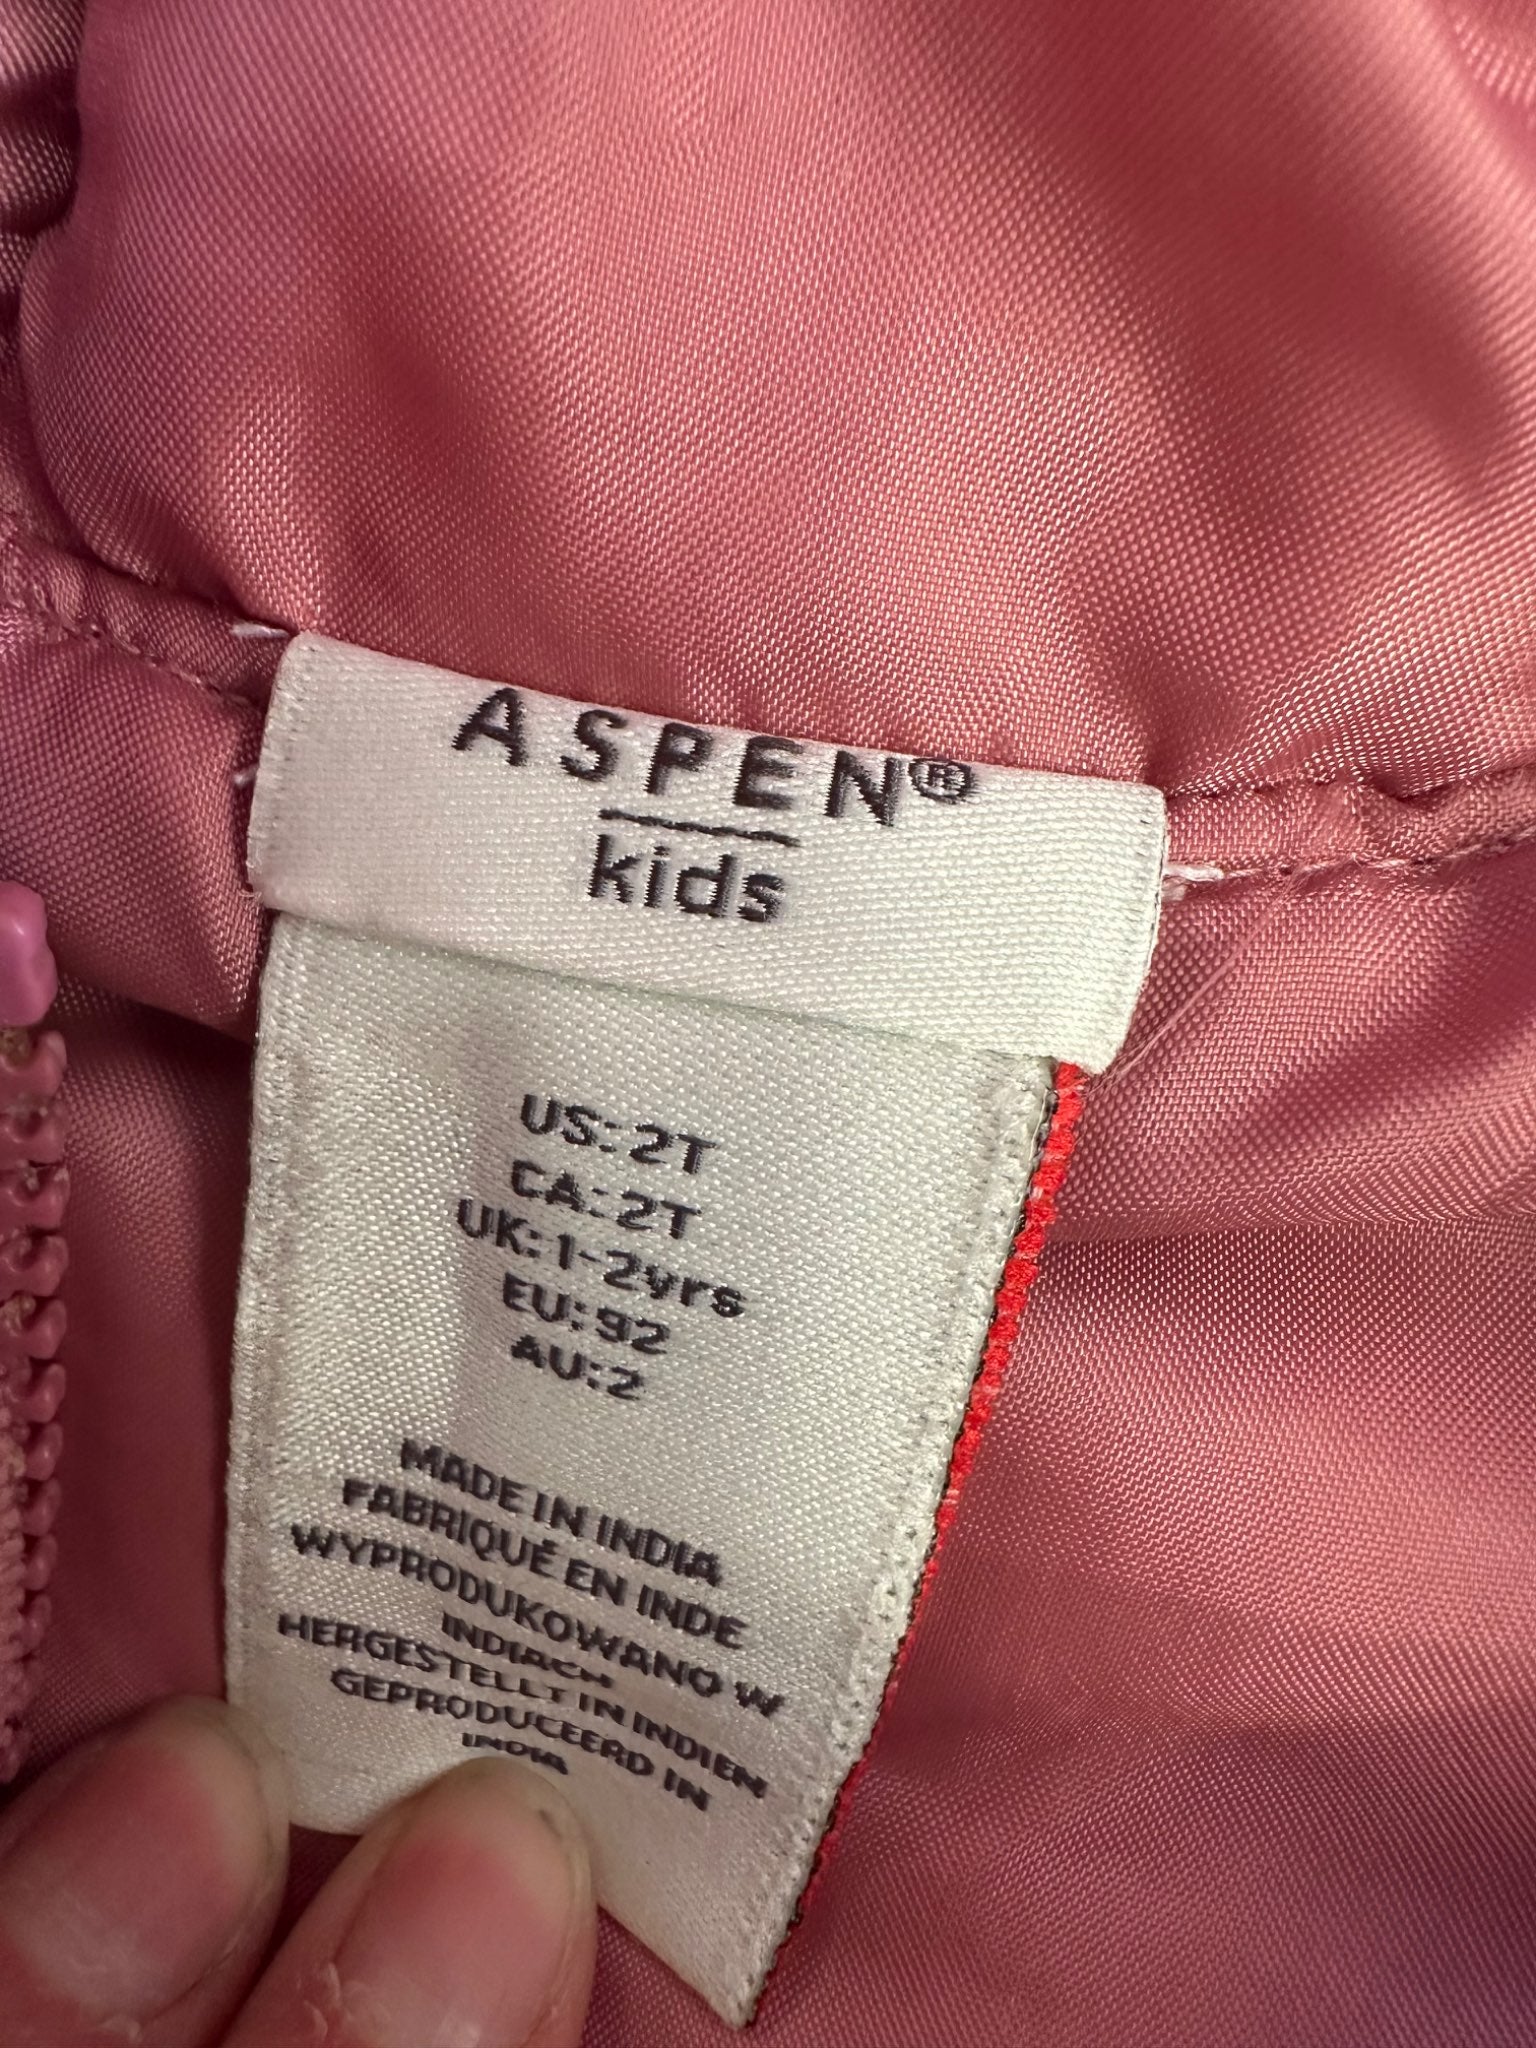 ASPEN®
kids
US: 2T
CA: 2T
UK: 1-2yrs
EU: 92
AU: 2
MADE IN INDIA
FABRIQUÉ EN INDE
WYPRODUKOWANO W
INDIACH
HERGESTELLT IN INDIEN
GEPRODUCEERD IN
INDIA